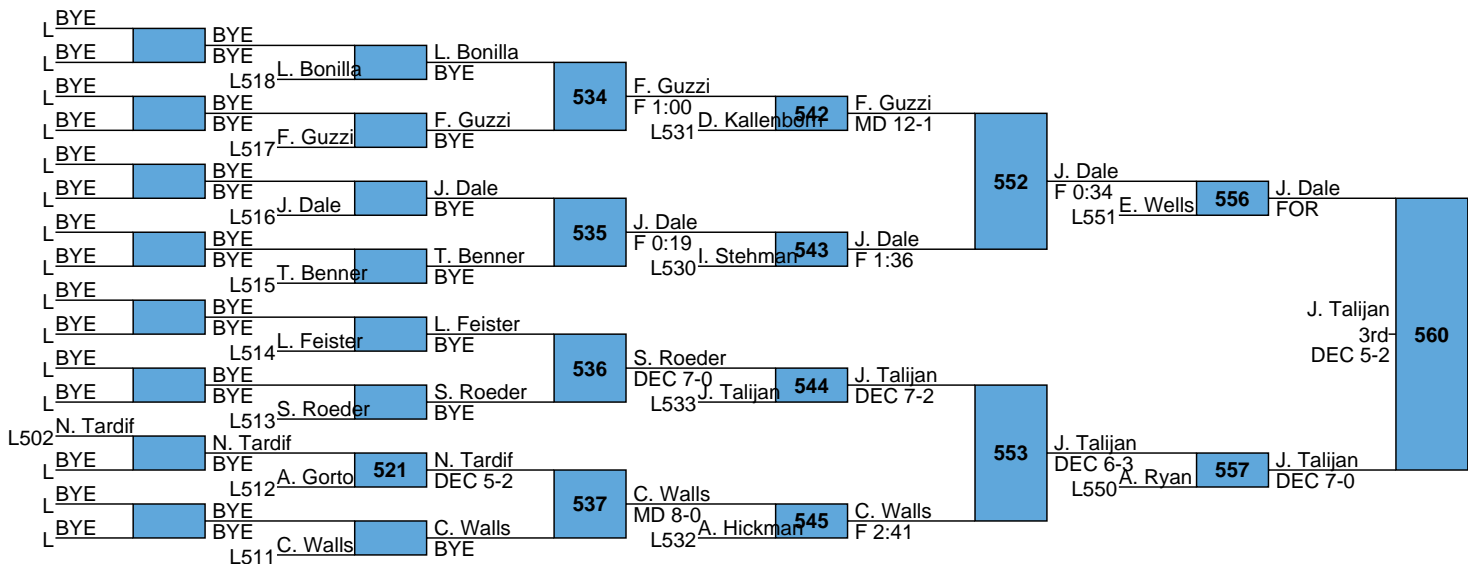 BYE
L
BYE
L
BYE
BYE
L. Bonilla
L518
L. Bonilla
BYE
BYE
L
BYE
L
BYE
BYE
F. Guzzi
L517
F. Guzzi
BYE
534
F. Guzzi
F 1:00
D. Kallenborn
L531
542
F. Guzzi
MD 12-1
BYE
L
BYE
L
BYE
BYE
J. Dale
L516
J. Dale
BYE
BYE
L
BYE
L
BYE
BYE
T. Benner
L515
T. Benner
BYE
535
J. Dale
F 0:19
I. Stehman
L530
543
J. Dale
F 1:36
552
J. Dale
F 0:34
E. Wells
L551
556
J. Dale
FOR
BYE
L
BYE
L
BYE
BYE
L. Feister
L514
L. Feister
BYE
BYE
L
BYE
L
BYE
BYE
S. Roeder
L513
S. Roeder
BYE
536
S. Roeder
DEC 7-0
J. Talijan
L533
544
J. Talijan
DEC 7-2
N. Tardif
L502
BYE
L
N. Tardif
BYE
A. Gorto
L512
521
N. Tardif
DEC 5-2
BYE
L
BYE
L
BYE
BYE
C. Walls
L511
C. Walls
BYE
537
C. Walls
MD 8-0
A. Hickman
L532
545
C. Walls
F 2:41
553
J. Talijan
DEC 6-3
A. Ryan
L550
557
J. Talijan
DEC 7-0
J. Talijan
3rd
DEC 5-2
560